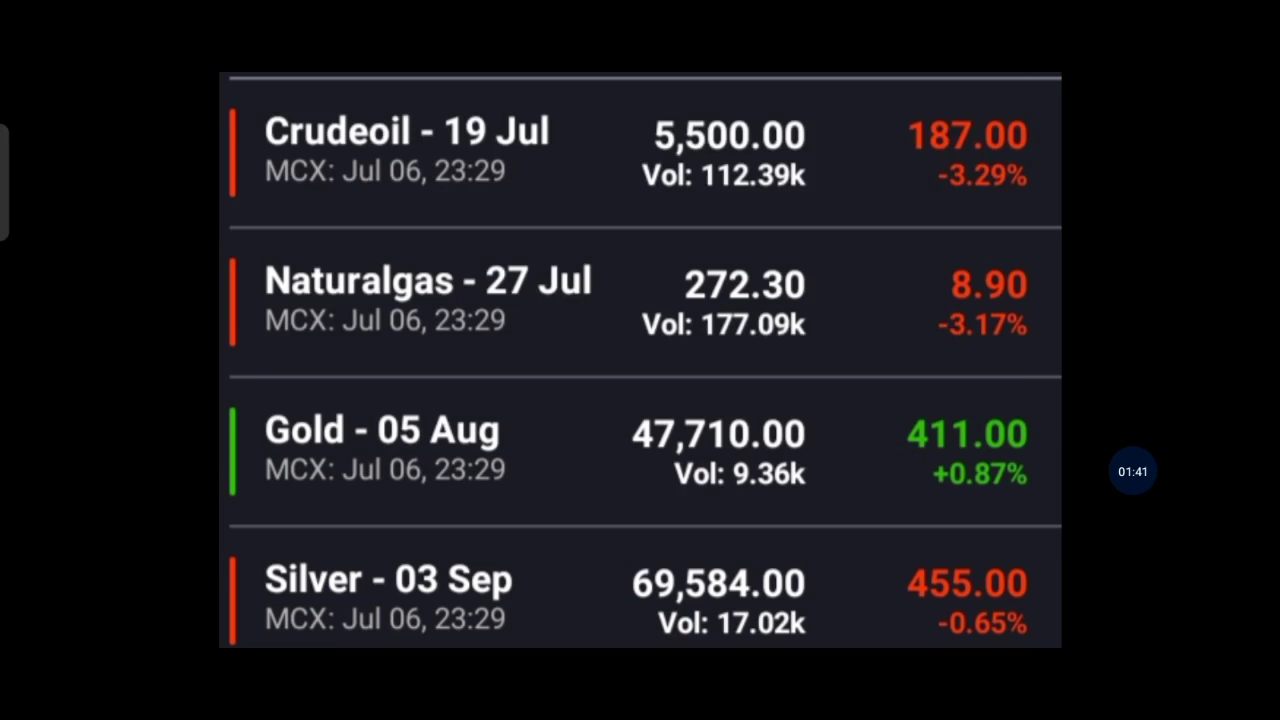 Crudeoil - 19 Jul 5,500.00 187.00
MCX: Jul 06, 23:29 Vol: 112.39k -3.29%
Naturalgas - 27 Jul 272.30 8.90
MCX: Jul 06, 23:29 Vol: 177.09k -3.17%
Gold - 05 Aug 47,710.00 411.00
MCX: Jul 06, 23:29 Vol: 9.36k +0.87%
01:41
Silver - 03 Sep 69,584.00 455.00
MCX: Jul 06, 23:29 Vol: 17.02k -0.65%